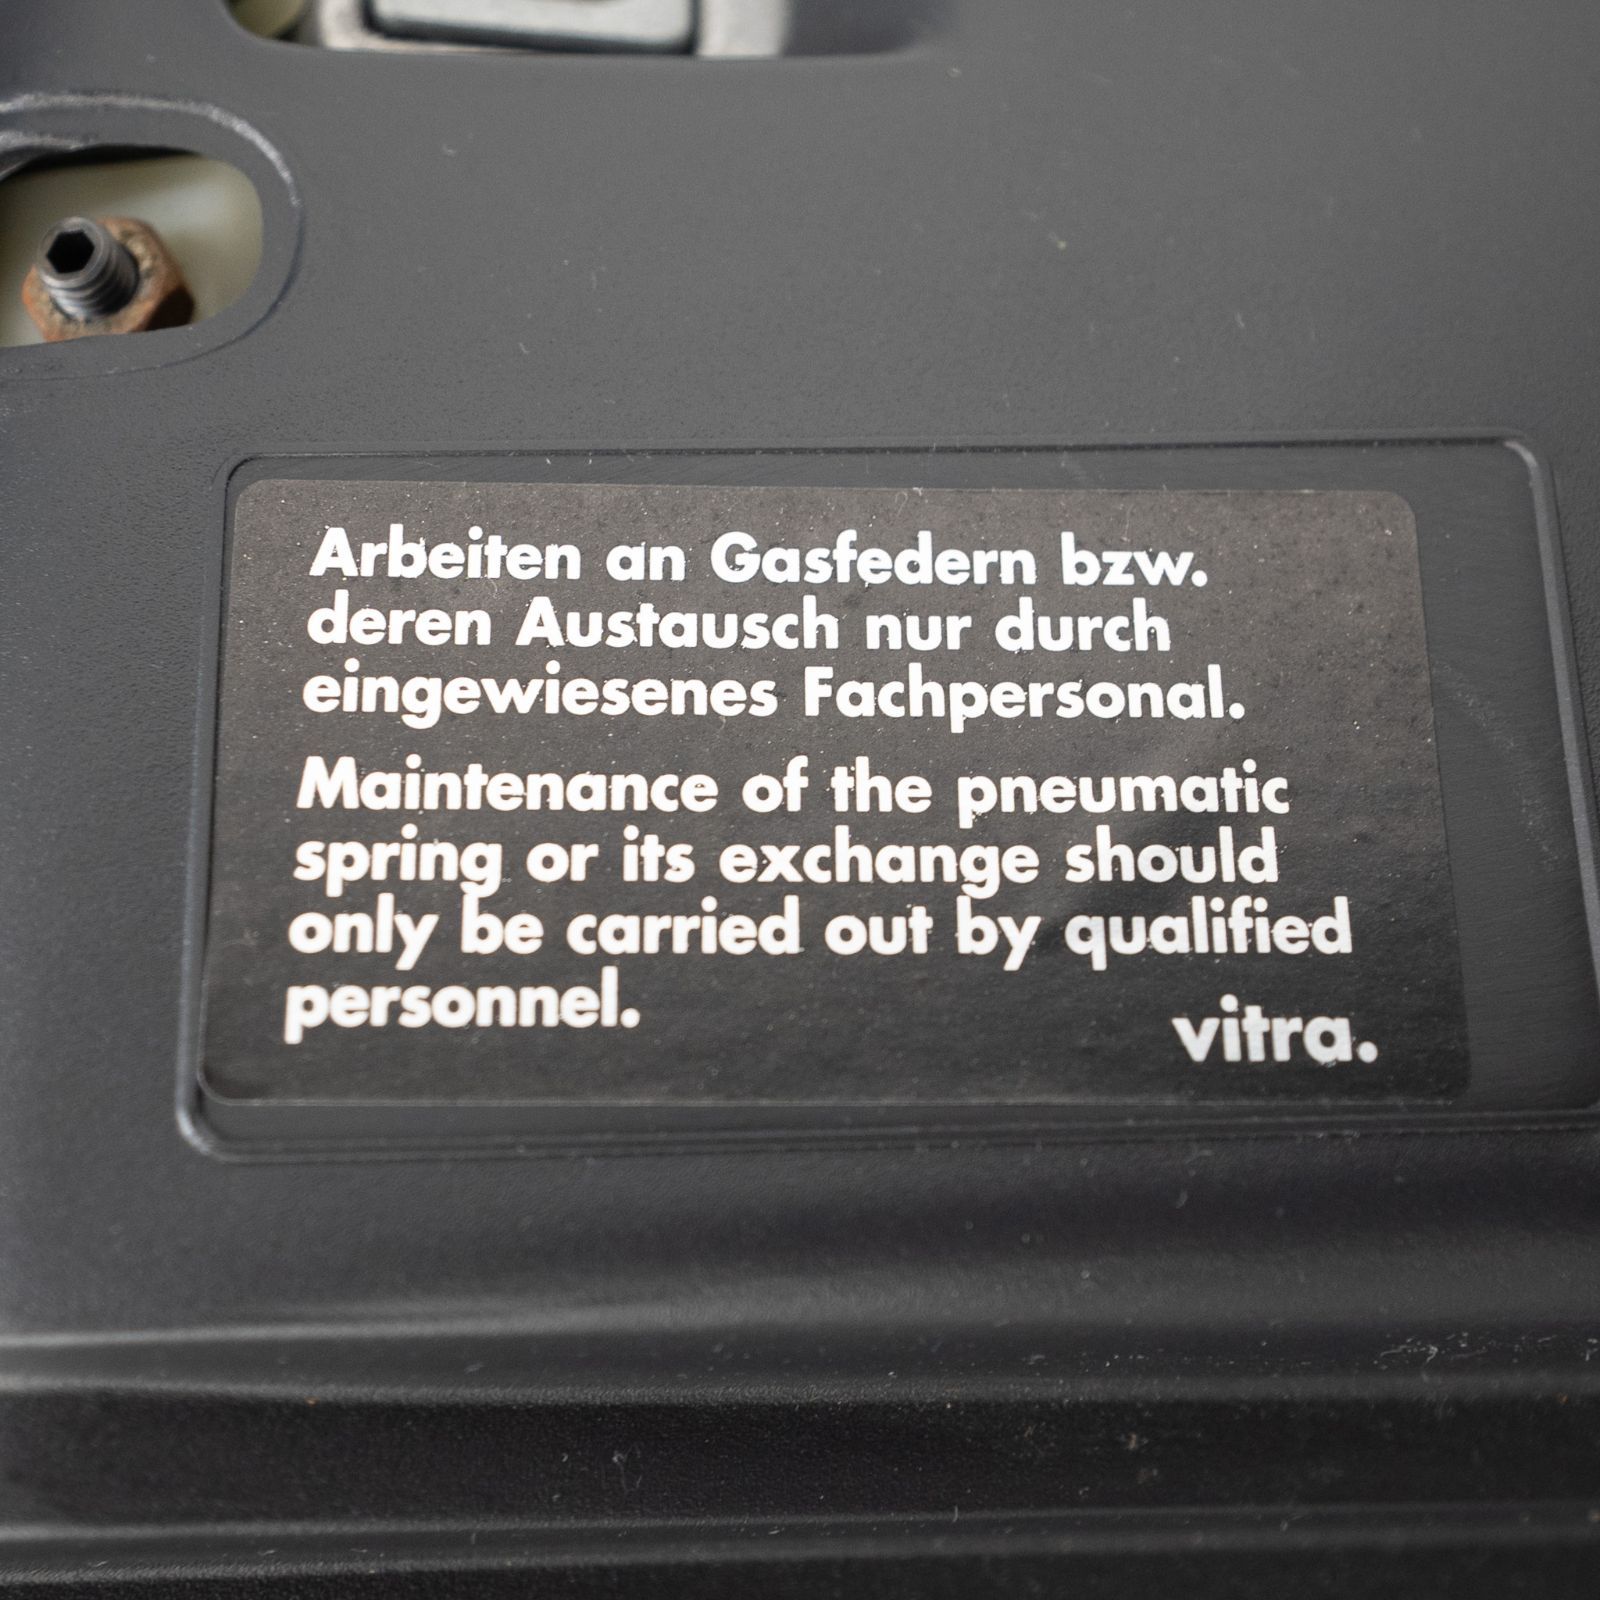 Arbeiten an Gasfedern bzw.
deren Austausch nur durch
eingewiesenes Fachpersonal.
Maintenance of the pneumatic
spring or its exchange should
only be carried out by qualified
personnel.
vitra.